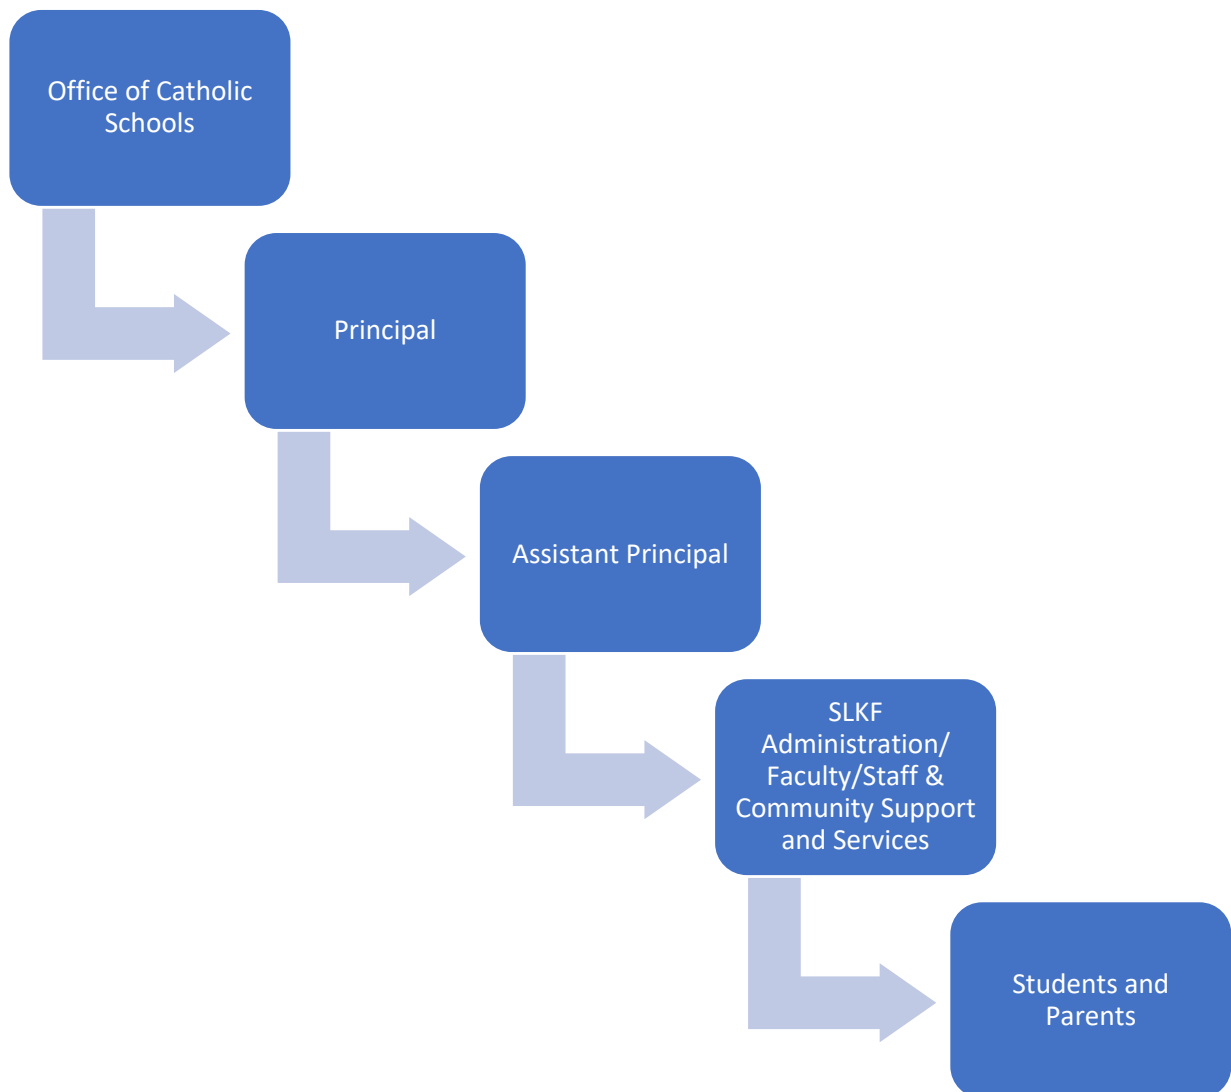 Office of Catholic
Schools
Principal
Assistant Principal
SLKF
Administration/
Faculty/Staff &
Community Support
and Services
Students and
Parents